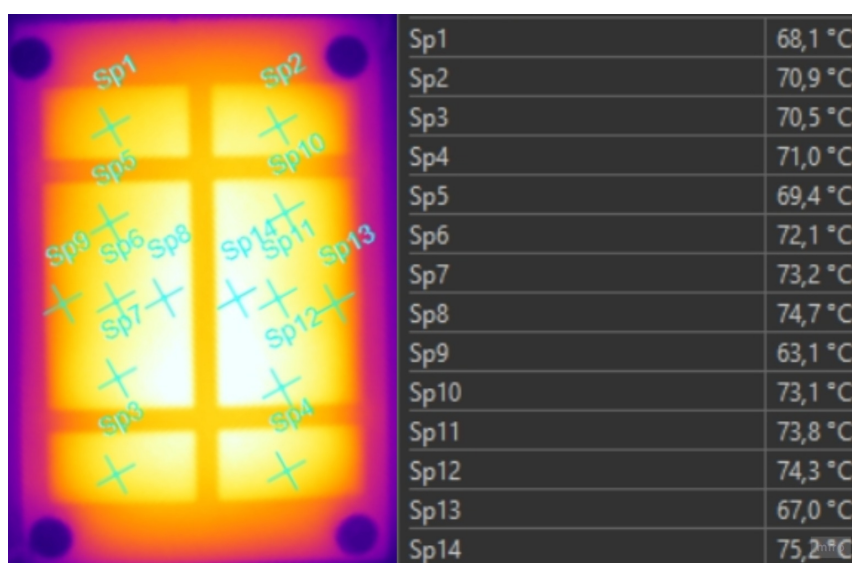 Sp1
Sp2
Sp10
Sp5
Sp9
Sp6
Sp8
Sp14
Sp11
Sp13
Sp7
Sp12
Sp3
Sp4
Sp1 68,1 °C
Sp2 70,9 °C
Sp3 70,5 °C
Sp4 71,0 °C
Sp5 69,4 °C
Sp6 72,1 °C
Sp7 73,2 °C
Sp8 74,7 °C
Sp9 63,1 °C
Sp10 73,1 °C
Sp11 73,8 °C
Sp12 74,3 °C
Sp13 67,0 °C
Sp14 75,2 °C